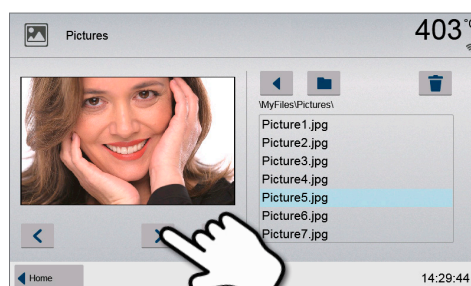 Pictures
403°C
\MyFiles\Pictures\
Picture1.jpg
Picture2.jpg
Picture3.jpg
Picture4.jpg
Picture5.jpg
Picture6.jpg
Picture7.jpg
Home
14:29:44